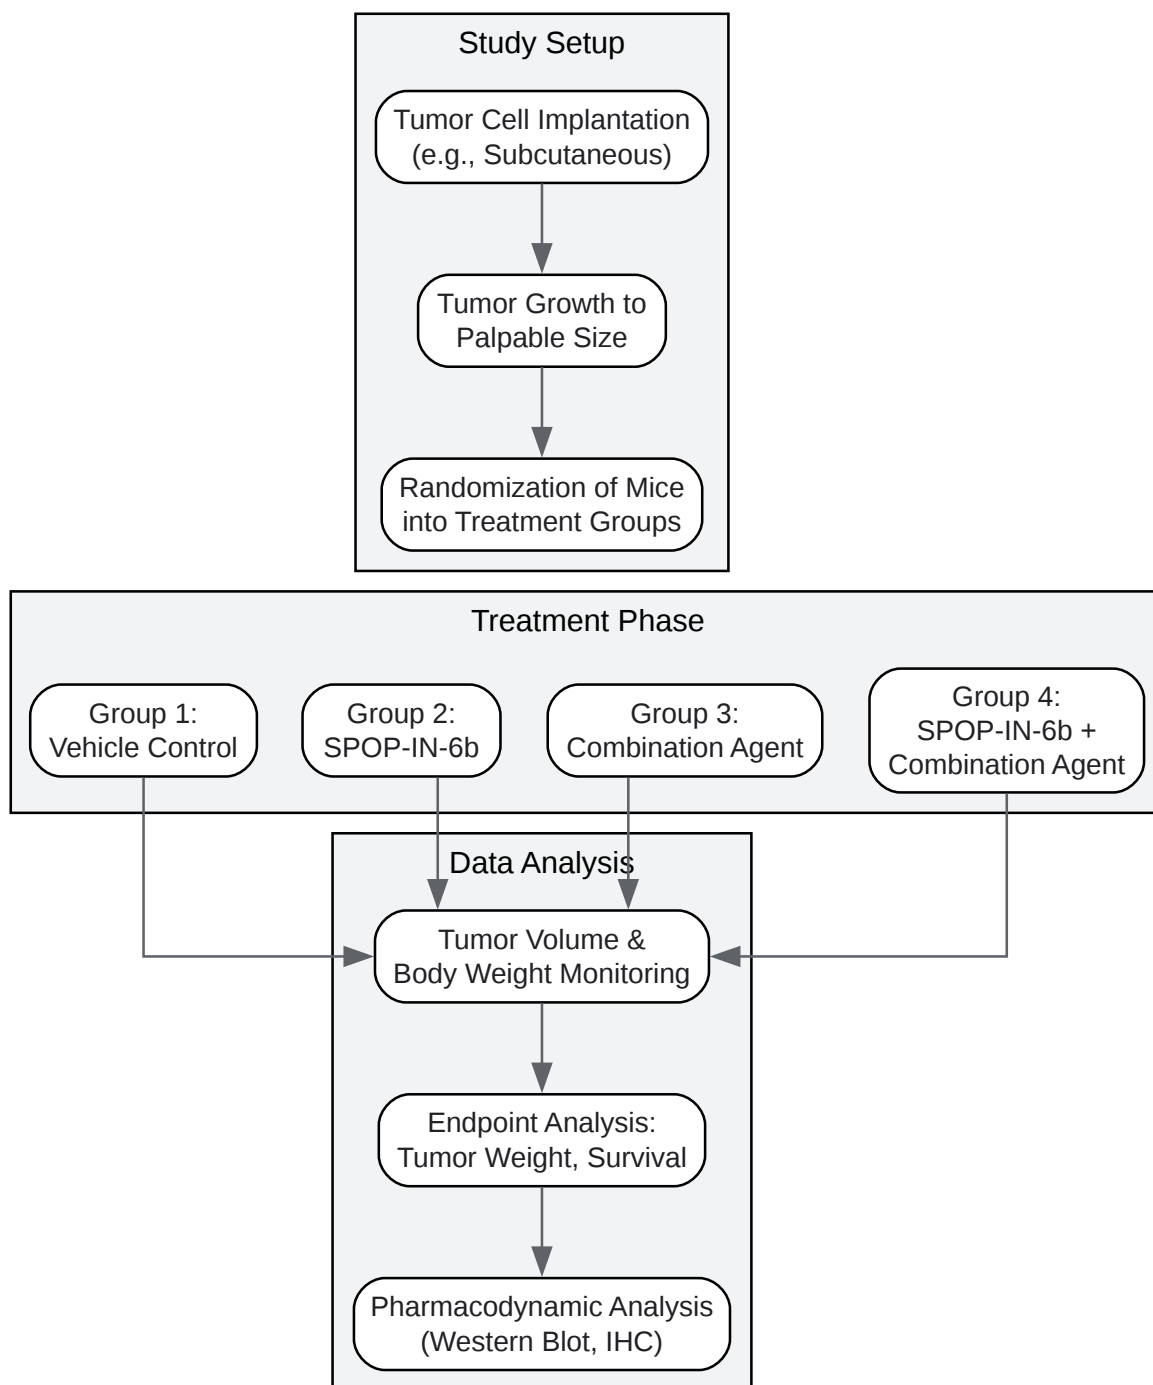 Study Setup
Tumor Cell Implantation
(e.g., Subcutaneous)
Tumor Growth to
Palpable Size
Randomization of Mice
into Treatment Groups
Treatment Phase
Group 1:
Vehicle Control
Group 2:
SPOP-IN-6b
Group 3:
Combination Agent
Group 4:
SPOP-IN-6b +
Combination Agent
Data Analysis
Tumor Volume &
Body Weight Monitoring
Endpoint Analysis:
Tumor Weight, Survival
Pharmacodynamic Analysis
(Western Blot, IHC)